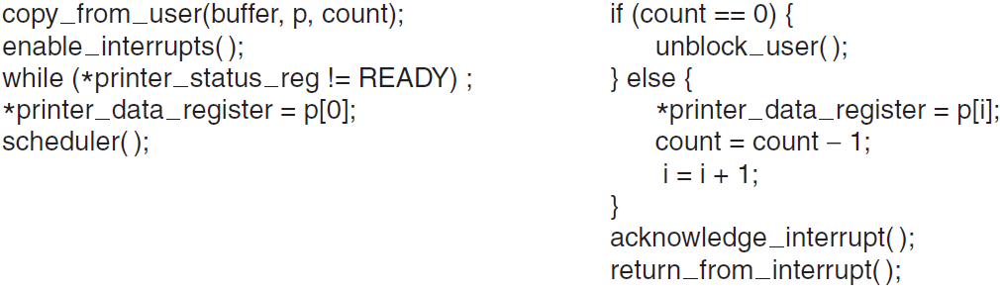 copy_from_user(buffer, p, count);
enable_interrupts( );
while (*printer_status_reg != READY) ;
*printer_data_register = p[0];
scheduler( );
if (count == 0) {
unblock_user( );
} else {
*printer_data_register = p[i];
count = count – 1;
i = i + 1;
}
acknowledge_interrupt( );
return_from_interrupt( );